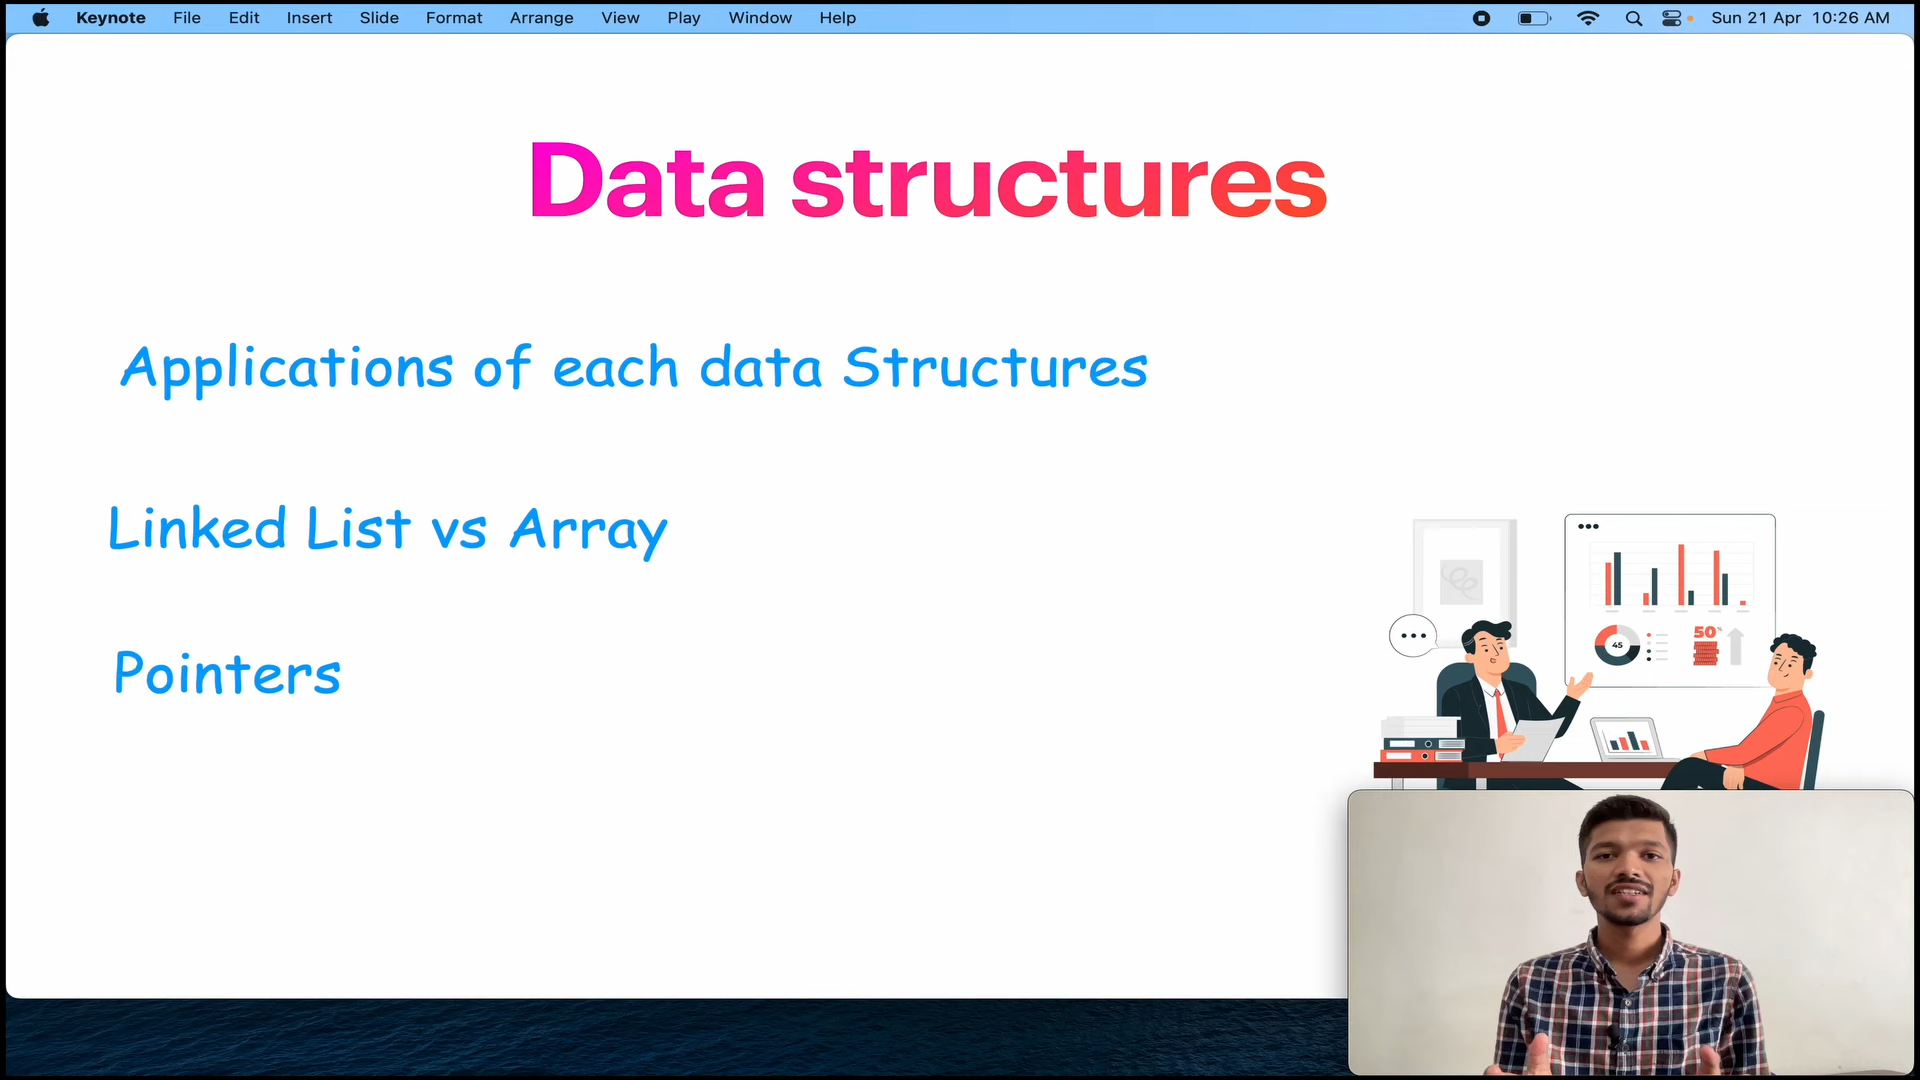 Keynote File Edit Insert Slide Format Arrange View Play Window Help Sun 21 Apr 10:26 AM
Data structures
Applications of each data Structures
Linked List vs Array
Pointers
45
50%